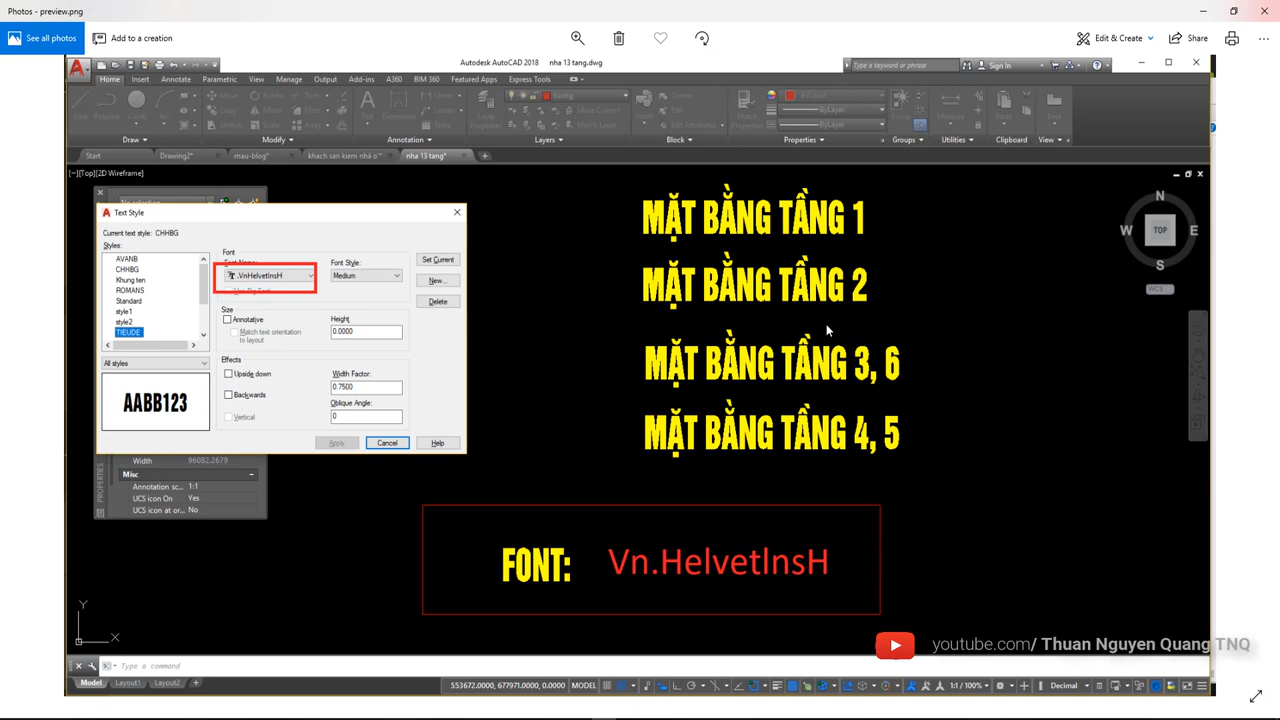 Photos - preview.png
See all photos
Add to a creation
Edit & Create
Share
Autodesk AutoCAD 2018 nha 13 tang.dwg
Type a keyword or phrase
Sign In
Home Insert Annotate Parametric View Manage Output Add-ins A360 BIM 360 Featured Apps Express Tools
Draw Modify Annotation Layers Block Properties Groups Utilities Clipboard View
Start Drawing2* mau-blog* nha 13 tang*
[−][Top][2D Wireframe]
Text Style
Current text style: CHHBG
Styles:
AVANB
CHHBG
Khung ten
ROMANS
Standard
style1
style2
TIEUDE
All styles
AABB123
Font
.VnHelvetInsH
Font Style:
Medium
Size
Annotative
Match text orientation
to layout
Height
0.0000
Effects
Upside down
Backwards
Vertical
Width Factor:
0.7500
Oblique Angle:
0
Set Current
New...
Delete
Apply
Cancel
Help
Width 96082.2679
Misc
Annotation sc... 1:1
UCS icon On Yes
UCS icon at or... No
PROPERTIES
MẶT BẰNG TẦNG 1
MẶT BẰNG TẦNG 2
MẶT BẰNG TẦNG 3, 6
MẶT BẰNG TẦNG 4, 5
N
W TOP E
S
WCS
FONT: Vn.HelvetInsH
youtube.com/ Thuan Nguyen Quang TNQ
Y
X
Type a command
Model Layout1 Layout2
553672.0000, 677971.0000, 0.0000 MODEL
1:1 / 100%
Decimal